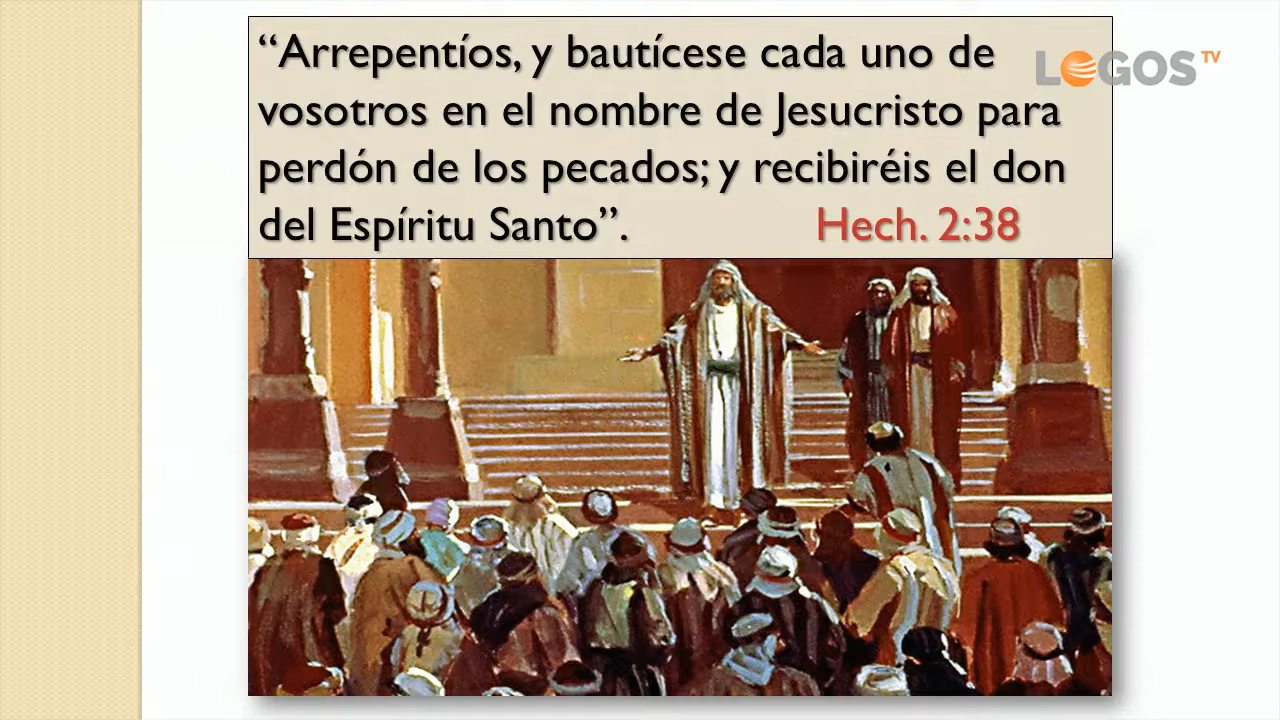 “Arrepentíos, y bautícese cada uno de
vosotros en el nombre de Jesucristo para
perdón de los pecados; y recibiréis el don
del Espíritu Santo”. Hech. 2:38
LOGOS TV